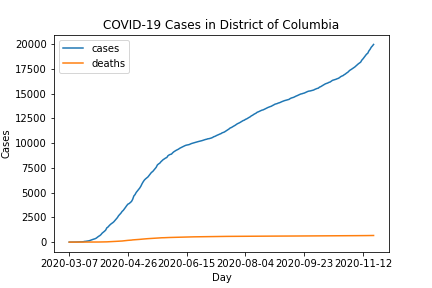 COVID-19 Cases in District of Columbia
cases
deaths
20000
17500
15000
12500
10000
7500
5000
2500
0
Cases
2020-03-07 2020-04-26 2020-06-15 2020-08-04 2020-09-23 2020-11-12
Day